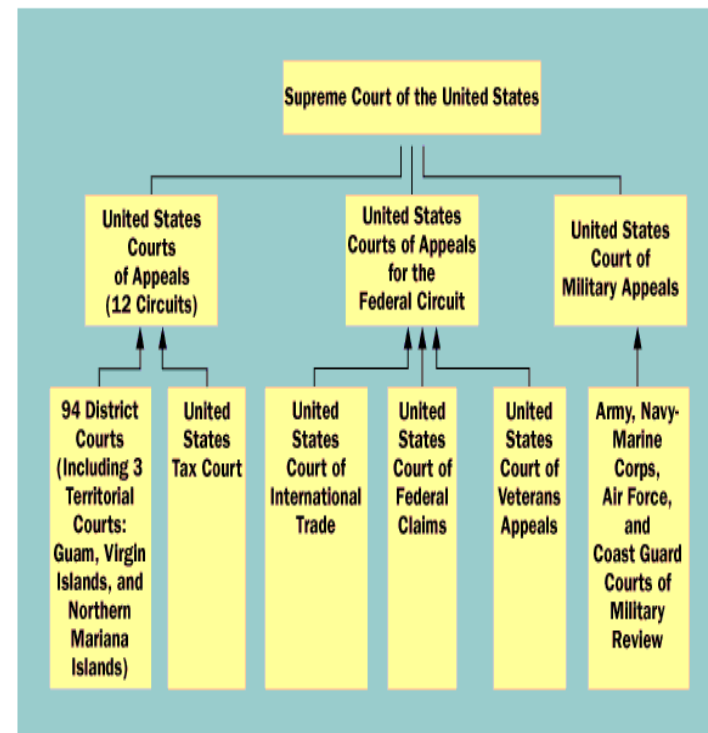 Supreme Court of the United States
United States
Courts
of Appeals
(12 Circuits)
United States
Courts of Appeals
for the
Federal Circuit
United States
Court of
Military Appeals
94 District
Courts
(Including 3
Territorial
Courts:
Guam, Virgin
Islands, and
Northern
Mariana
Islands)
United
States
Tax Court
United
States
Court of
International
Trade
United
States
Court of
Federal
Claims
United
States
Court of
Veterans
Appeals
Army, Navy-
Marine
Corps,
Air Force,
and
Coast Guard
Courts of
Military
Review